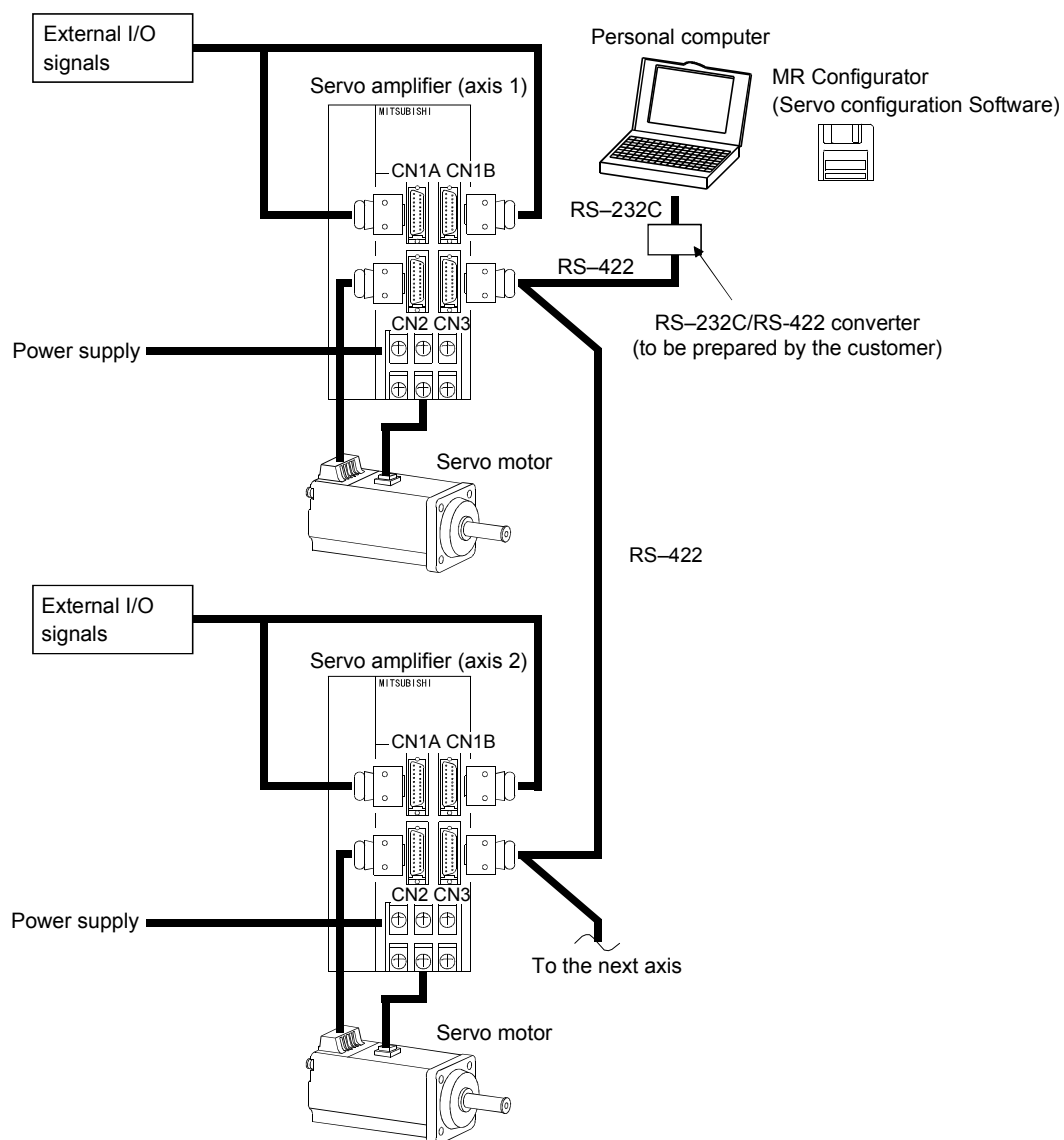 External I/O
signals
Personal computer
MR Configurator
(Servo configuration Software)
Servo amplifier (axis 1)
MITSUBISHI
CN1A CN1B
RS–232C
RS–422
CN2 CN3
RS–232C/RS-422 converter
(to be prepared by the customer)
Power supply
Servo motor
RS–422
External I/O
signals
Servo amplifier (axis 2)
MITSUBISHI
CN1A CN1B
CN2 CN3
Power supply
To the next axis
Servo motor